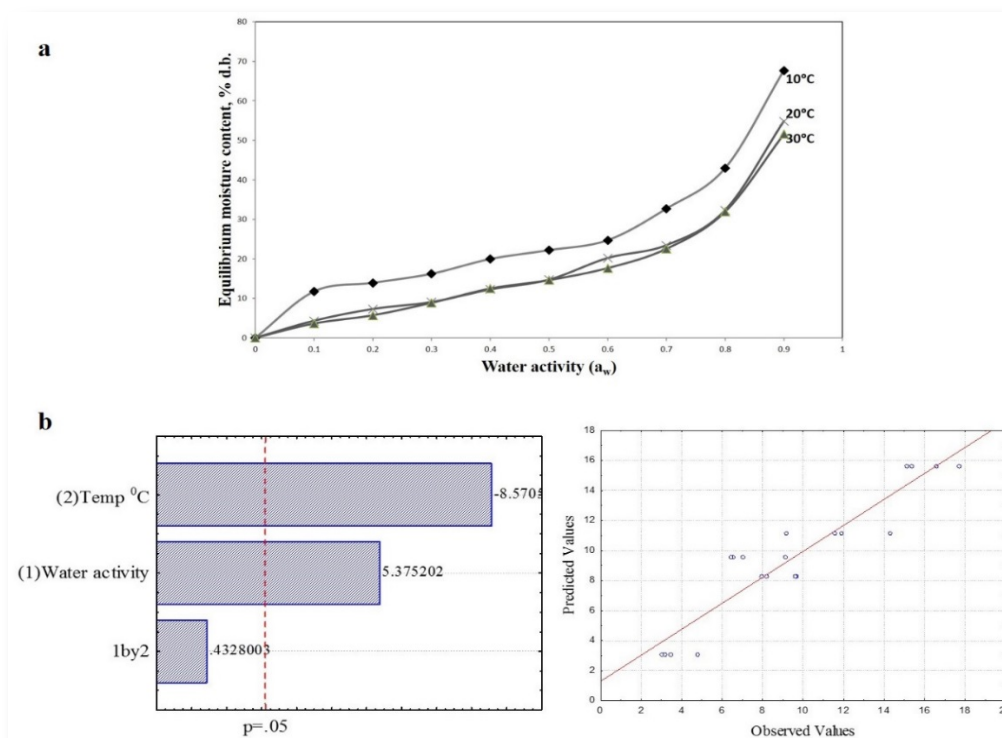 a
Equilibrium moisture content, % d.b.
80
70
60
50
40
30
20
10
0
10°C
20°C
30°C
0 0.1 0.2 0.3 0.4 0.5 0.6 0.7 0.8 0.9 1
Water activity (aw)
b
(2)Temp ⁰C
-8.570
(1)Water activity
5.375202
1by2
.4328003
p=.05
Predicted Values
18
16
14
12
10
8
6
4
2
0
0 2 4 6 8 10 12 14 16 18
Observed Values